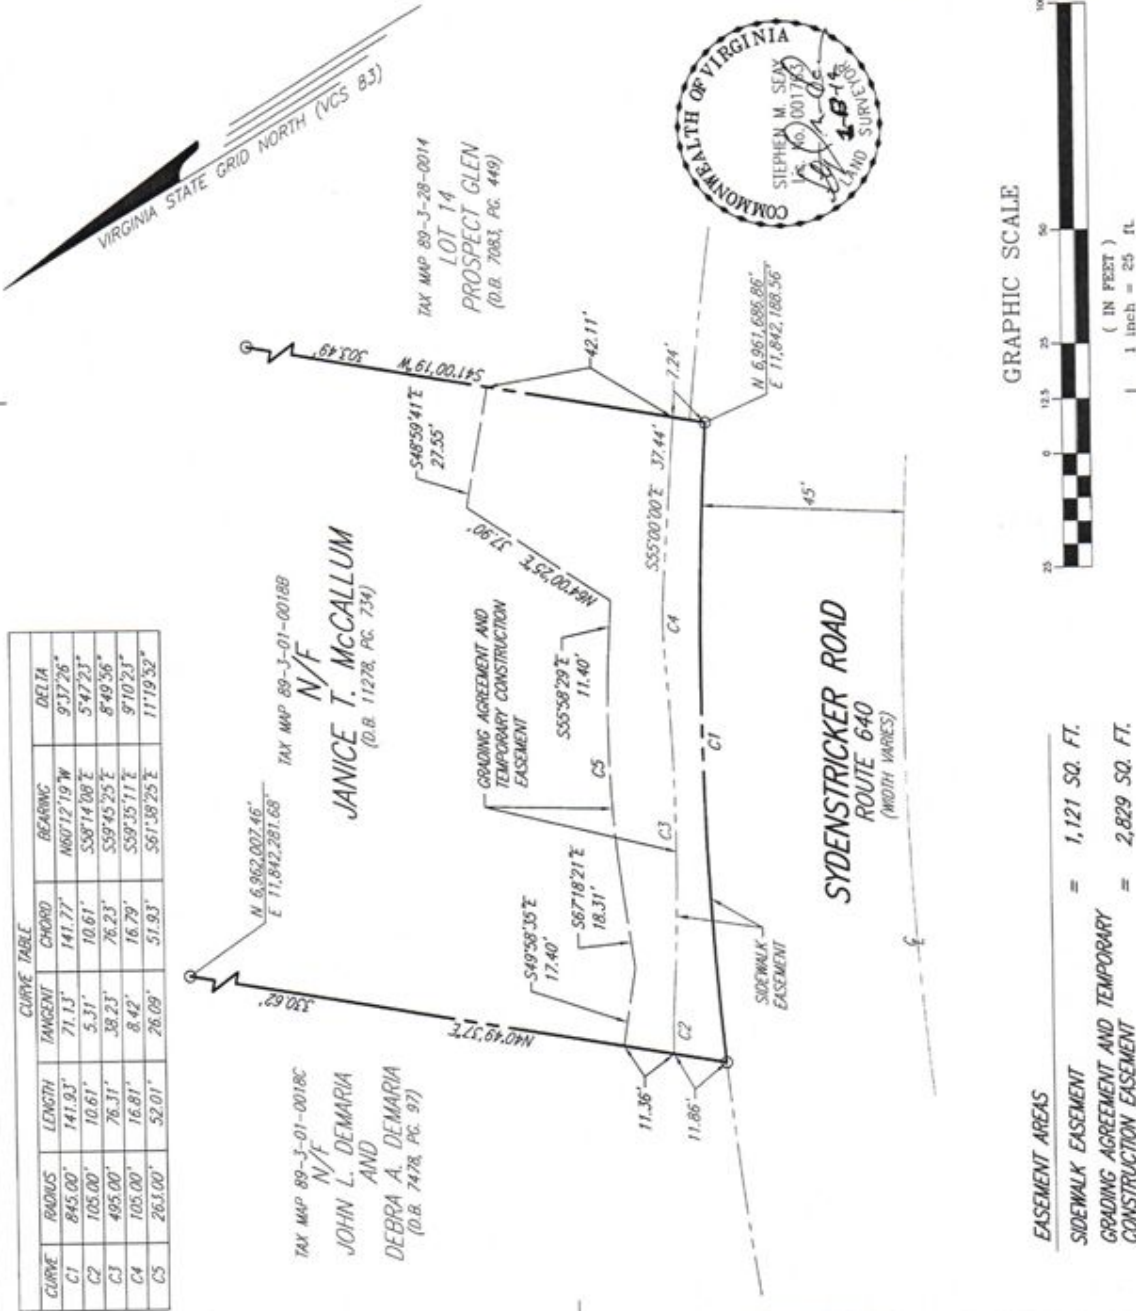 CURVE TABLE
CURVE RADIUS LENGTH TANGENT CHORD BEARING DELTA
C1 845.00' 141.93' 71.13' 141.77' N60°12'19"W 9°37'26"
C2 105.00' 10.61' 5.31' 10.61' S58°14'08"E 5°47'23"
C3 495.00' 76.31' 38.23' 76.23' S59°45'25"E 8°49'56"
C4 105.00' 16.81' 8.42' 16.79' S59°35'11"E 9°10'23"
C5 263.00' 52.01' 26.09' 51.93' S61°38'25"E 11°19'52"
VIRGINIA STATE GRID NORTH (VCS 83)
N 6,962,007.46'
E 11,842,281.68'
TAX MAP 89-3-01-0018C
N/F
JOHN L. DEMARIA
AND
DEBRA A. DEMARIA
(D.B. 7478, PG. 97)
330.62'
N40°49'37"E
TAX MAP 89-3-01-0018B
N/F
JANICE T. McCALLUM
(D.B. 11278, PG. 734)
303.49'
S41°00'19"W
TAX MAP 89-3-28-0014
LOT 14
PROSPECT GLEN
(D.B. 7083, PG. 449)
S48°59'41"E
27.55'
37.90'
N64°00'25"E
GRADING AGREEMENT AND
TEMPORARY CONSTRUCTION
EASEMENT
S55°58'29"E
11.40'
C5
S49°58'35"E
17.40'
S67°18'21"E
18.31'
42.11'
11.36'
11.86'
C2
C3
C4
S55°00'00"E 37.44'
7.24'
C1
SIDEWALK
EASEMENT
N 6,961,686.86'
E 11,842,188.56'
45'
SYDENSTRICKER ROAD
ROUTE 640
(WIDTH VARIES)
COMMONWEALTH OF VIRGINIA
STEPHEN M. SEAY
Lic. No. 001753
LAND SURVEYOR
EASEMENT AREAS
SIDEWALK EASEMENT = 1,121 SQ. FT.
GRADING AGREEMENT AND TEMPORARY
CONSTRUCTION EASEMENT = 2,829 SQ. FT.
GRAPHIC SCALE
25 0 12.5 25 50
( IN FEET )
1 inch = 25 ft.